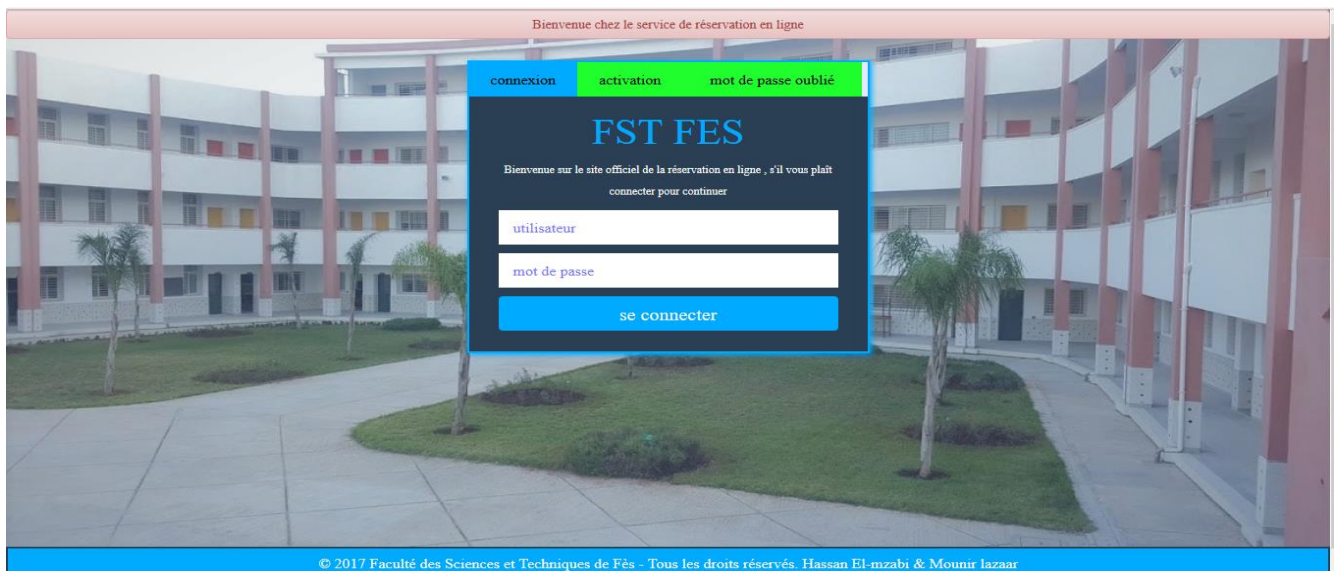 Bienvenue chez le service de réservation en ligne
connexion activation mot de passe oublié
FST FES
Bienvenue sur le site officiel de la réservation en ligne , s'il vous plaît
connecter pour continuer
utilisateur
mot de passe
se connecter
© 2017 Faculté des Sciences et Techniques de Fès - Tous les droits réservés. Hassan El-mzabi & Mounir lazaar